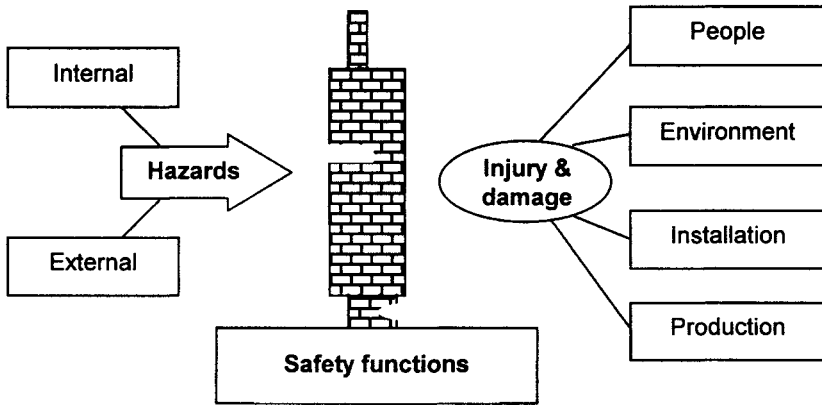 Internal
Hazards
External
Safety functions
Injury &
damage
People
Environment
Installation
Production